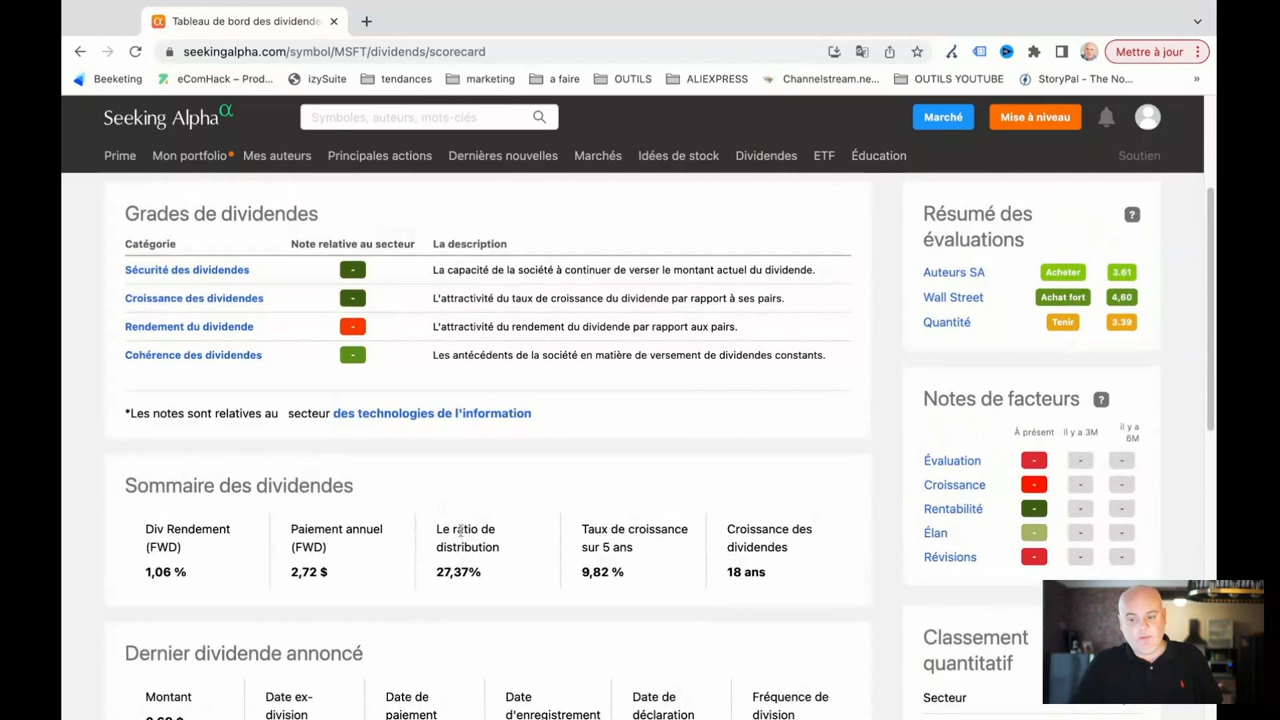 Tableau de bord des dividende
seekingalpha.com/symbol/MSFT/dividends/scorecard
Mettre à jour
Beeketing
eComHack – Prod...
izySuite
tendances
marketing
a faire
OUTILS
ALIEXPRESS
Channelstream.ne...
OUTILS YOUTUBE
StoryPal - The No...
»
Seeking Alpha α
Symboles, auteurs, mots-clés
Marché
Mise à niveau
Prime
Mon portfolio
Mes auteurs
Principales actions
Dernières nouvelles
Marchés
Idées de stock
Dividendes
ETF
Éducation
Soutien
Grades de dividendes
Catégorie
Note relative au secteur
La description
Sécurité des dividendes
-
La capacité de la société à continuer de verser le montant actuel du dividende.
Croissance des dividendes
-
L'attractivité du taux de croissance du dividende par rapport à ses pairs.
Rendement du dividende
-
L'attractivité du rendement du dividende par rapport aux pairs.
Cohérence des dividendes
-
Les antécédents de la société en matière de versement de dividendes constants.
*Les notes sont relatives au secteur des technologies de l'information
Sommaire des dividendes
Div Rendement
(FWD)
1,06 %
Paiement annuel
(FWD)
2,72 $
Le ratio de
distribution
27,37%
Taux de croissance
sur 5 ans
9,82 %
Croissance des
dividendes
18 ans
Dernier dividende annoncé
Montant
Date ex-
division
Date de
paiement
Date
d'enregistrement
Date de
déclaration
Fréquence de
division
Résumé des
évaluations
?
Auteurs SA
Acheter
3.61
Wall Street
Achat fort
4,60
Quantité
Tenir
3.39
Notes de facteurs
?
À présent
il y a 3M
il y a
6M
Évaluation
-
-
-
Croissance
-
-
-
Rentabilité
-
-
-
Élan
-
-
-
Révisions
-
-
-
Classement
quantitatif
Secteur